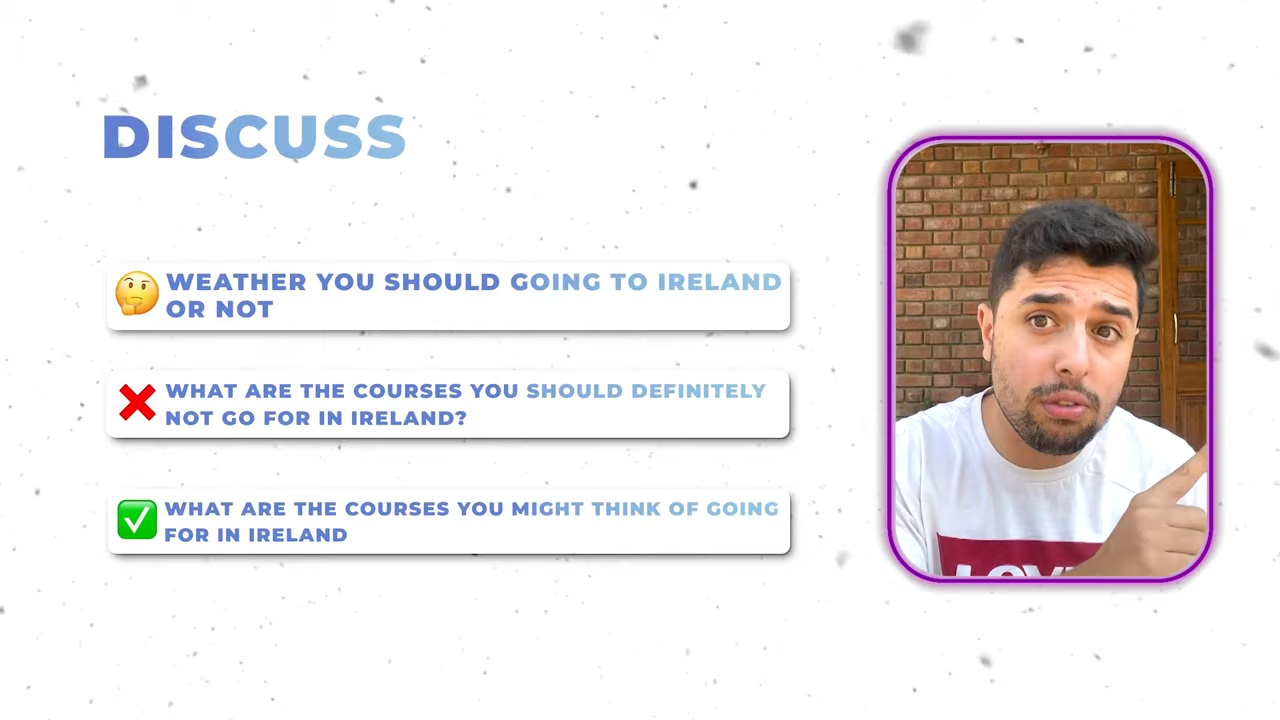 DISCUSS
WEATHER YOU SHOULD GOING TO IRELAND
OR NOT
WHAT ARE THE COURSES YOU SHOULD DEFINITELY
NOT GO FOR IN IRELAND?
WHAT ARE THE COURSES YOU MIGHT THINK OF GOING
FOR IN IRELAND